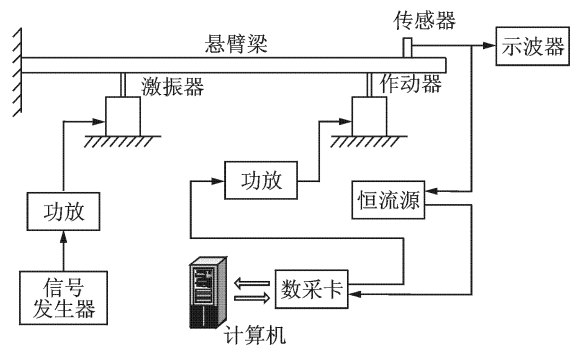 传感器
悬臂梁
示波器
激振器
作动器
功放
恒流源
功放
信号
发生器
数采卡
计算机